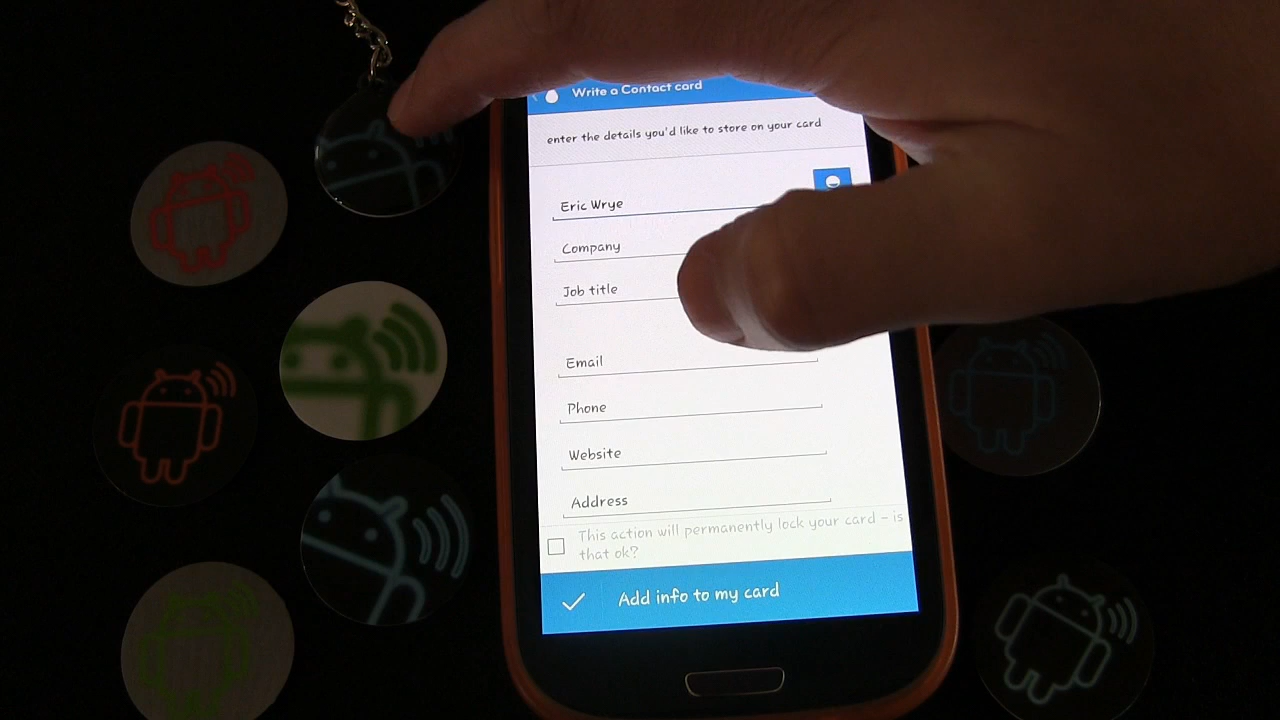 Write a Contact card
enter the details you'd like to store on your card
Eric Wrye
Company
Job title
Email
Phone
Website
Address
This action will permanently lock your card - is
that ok?
Add info to my card